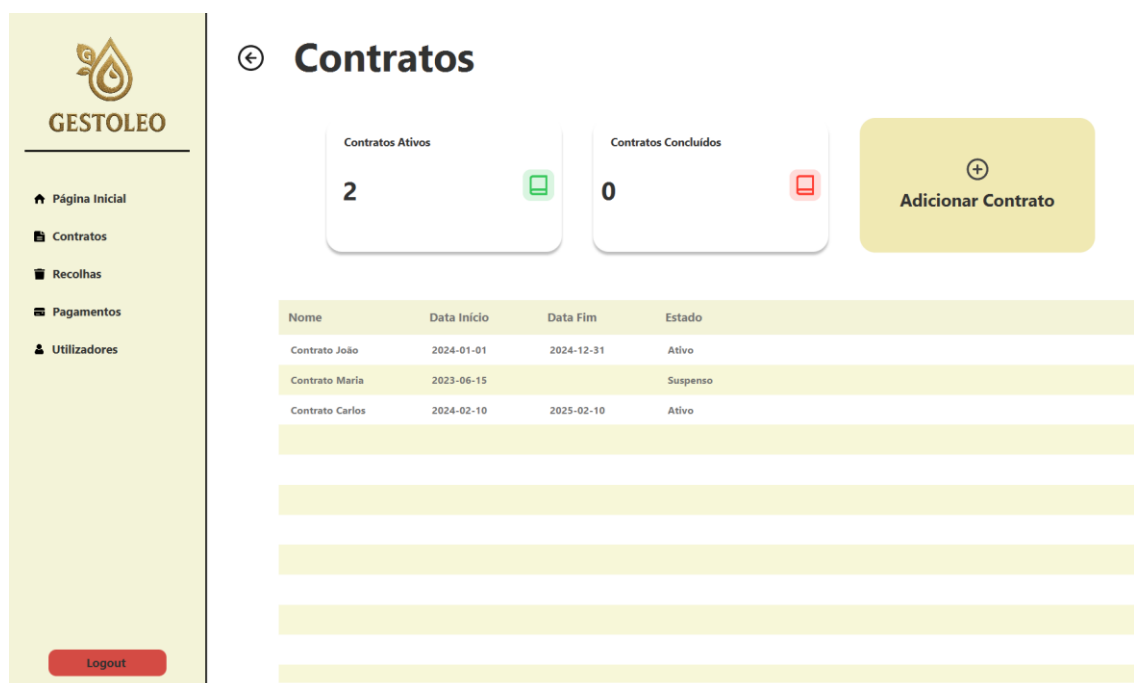 GESTOLEO
Página Inicial
Contratos
Recolhas
Pagamentos
Utilizadores
Logout
Contratos
Contratos Ativos
2
Contratos Concluídos
0
Adicionar Contrato
Nome Data Início Data Fim Estado
Contrato João 2024-01-01 2024-12-31 Ativo
Contrato Maria 2023-06-15 Suspenso
Contrato Carlos 2024-02-10 2025-02-10 Ativo